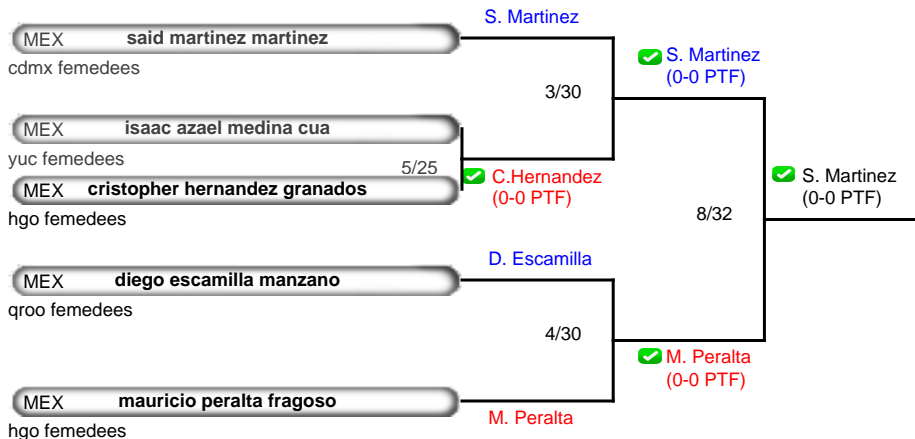 S. Martinez
MEX said martinez martinez
cdmx femedees
S. Martinez
(0-0 PTF)
3/30
MEX isaac azael medina cua
yuc femedees
5/25
C.Hernandez
(0-0 PTF)
MEX cristopher hernandez granados
hgo femedees
S. Martinez
(0-0 PTF)
8/32
D. Escamilla
MEX diego escamilla manzano
qroo femedees
4/30
M. Peralta
(0-0 PTF)
MEX mauricio peralta fragoso
M. Peralta
hgo femedees